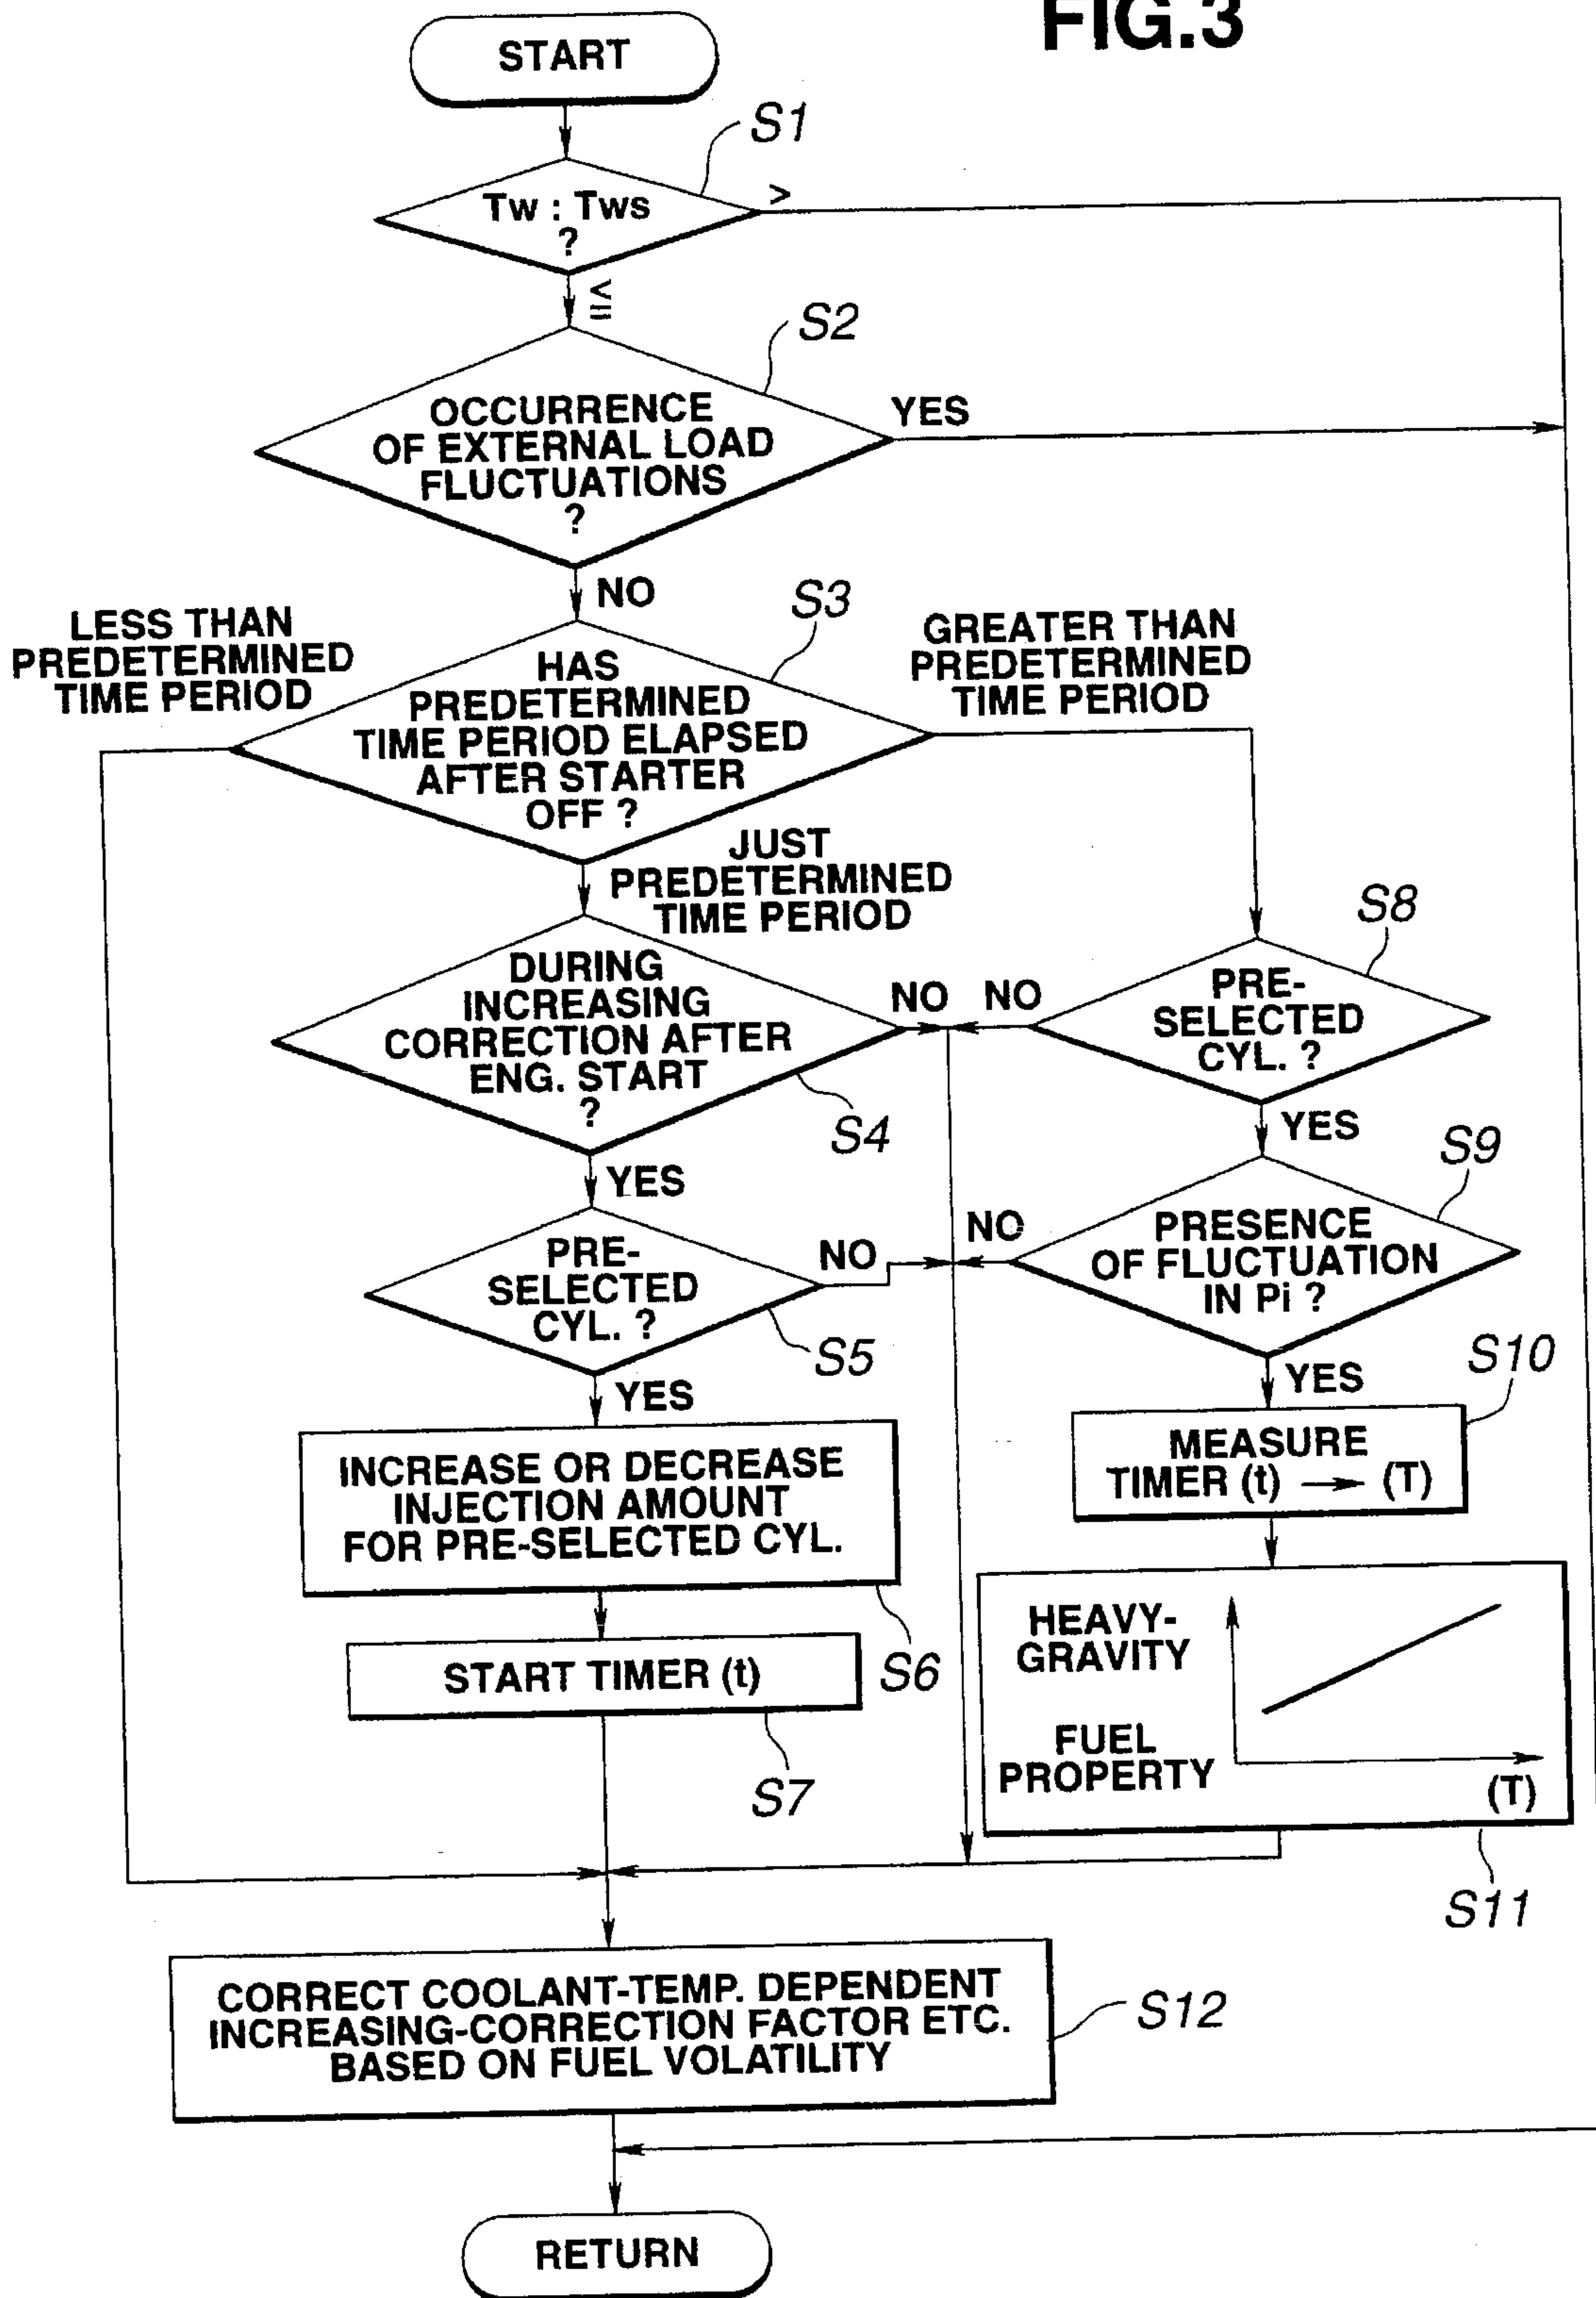 FIG.3
START
S1
Tw : Tws
?
>
≦
S2
OCCURRENCE
OF EXTERNAL LOAD
FLUCTUATIONS
?
YES
NO
S3
LESS THAN
PREDETERMINED
TIME PERIOD
HAS
PREDETERMINED
TIME PERIOD ELAPSED
AFTER STARTER
OFF ?
GREATER THAN
PREDETERMINED
TIME PERIOD
JUST
PREDETERMINED
TIME PERIOD
S8
DURING
INCREASING
CORRECTION AFTER
ENG. START
?
NO
NO
PRE-
SELECTED
CYL. ?
S4
YES
YES
S9
PRE-
SELECTED
CYL. ?
NO
NO
PRESENCE
OF FLUCTUATION
IN Pi ?
S5
YES
YES
S10
INCREASE OR DECREASE
INJECTION AMOUNT
FOR PRE-SELECTED CYL.
MEASURE
TIMER (t) → (T)
S6
START TIMER (t)
S7
HEAVY-
GRAVITY
FUEL
PROPERTY
(T)
S11
CORRECT COOLANT-TEMP. DEPENDENT
INCREASING-CORRECTION FACTOR ETC.
BASED ON FUEL VOLATILITY
S12
RETURN